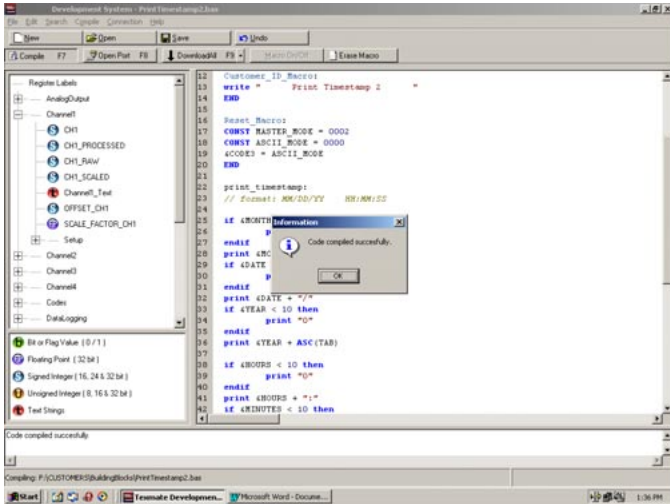 Development System - PrintTimestamp2.bas
File Edit Search Compile Connection Help
New Open Save Undo
Compile F7 Open Port F8 DownloadAll F9 Macro On/Off Erase Macro
Register Labels
AnalogOutput
Channel1
CH1
CH1_PROCESSED
CH1_RAW
CH1_SCALED
Channel1_Text
OFFSET_CH1
SCALE_FACTOR_CH1
Setup
Channel2
Channel3
Channel4
Codes
DataLogging
Bit or Flag Value ( 0 / 1 )
Floating Point ( 32 bit )
Signed Integer ( 16, 24 & 32 bit )
Unsigned Integer ( 8, 16 & 32 bit )
Text Strings
12 Customer_ID_Macro:
13 write " Print Timestamp 2 "
14 END
15
16 Reset_Macro:
17 CONST MASTER_MODE = 0002
18 CONST ASCII_MODE = 0000
19 &CODE3 = ASCII_MODE
20 END
21
22 print_timestamp:
23 // format: MM/DD/YY HH:MM:SS
24
25 if &MONTH
26 p
27 endif
28 print &MO
29 if &DATE
30 p
31 endif
32 print &DATE + "/"
33 if &YEAR < 10 then
34 print "0"
35 endif
36 print &YEAR + ASC(TAB)
37
38 if &HOURS < 10 then
39 print "0"
40 endif
41 print &HOURS + ":"
42 if &MINUTES < 10 then
Information
Code compiled succesfully.
OK
Code compiled succesfully.
Compiling: P:\CUSTOMERS\BuildingBlocks\PrintTimestamp2.bas
Start Texmate Developmen... Microsoft Word - Docume... 1:36 PM